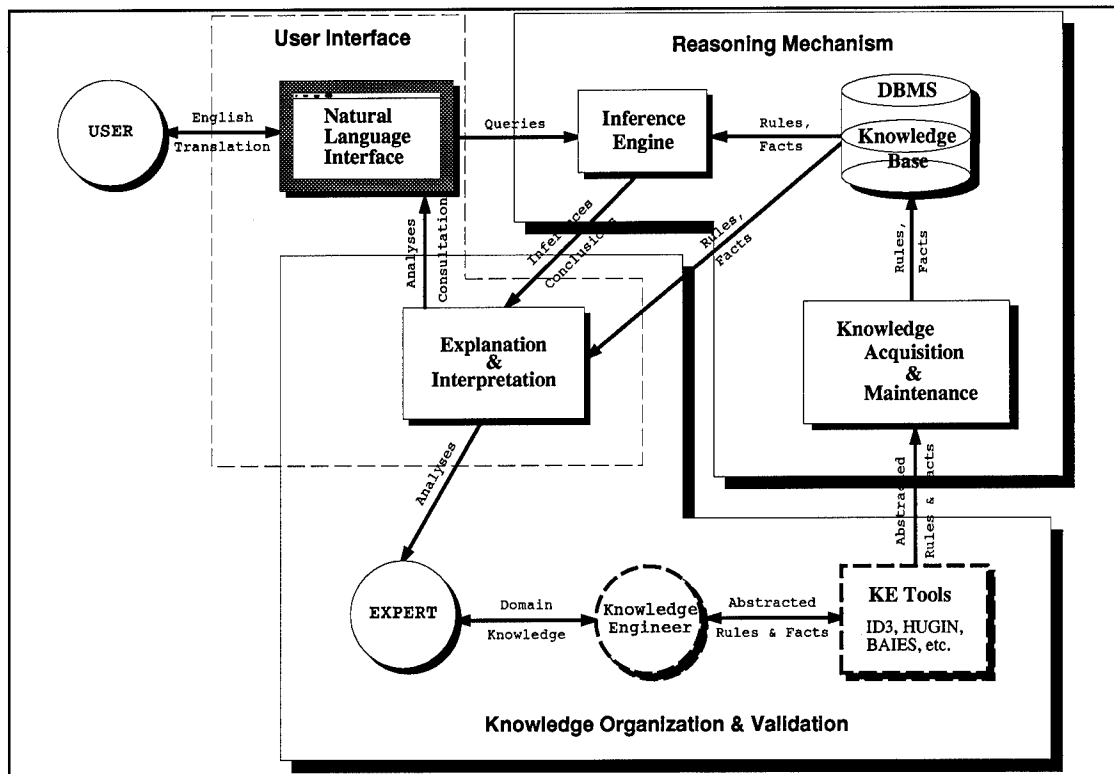 User Interface
Reasoning Mechanism
USER
English
Translation
Natural
Language
Interface
Queries
Inference
Engine
Rules,
Facts
DBMS
Knowledge
Base
Analyses
Consultation
Inferences
Conclusions
Rules,
Facts
Rules,
Facts
Explanation
&
Interpretation
Knowledge
Acquisition
&
Maintenance
Analyses
Abstracted
Rules & Facts
EXPERT
Domain
Knowledge
Knowledge
Engineer
Abstracted
Rules & Facts
KE Tools
ID3, HUGIN,
BAIES, etc.
Knowledge Organization & Validation